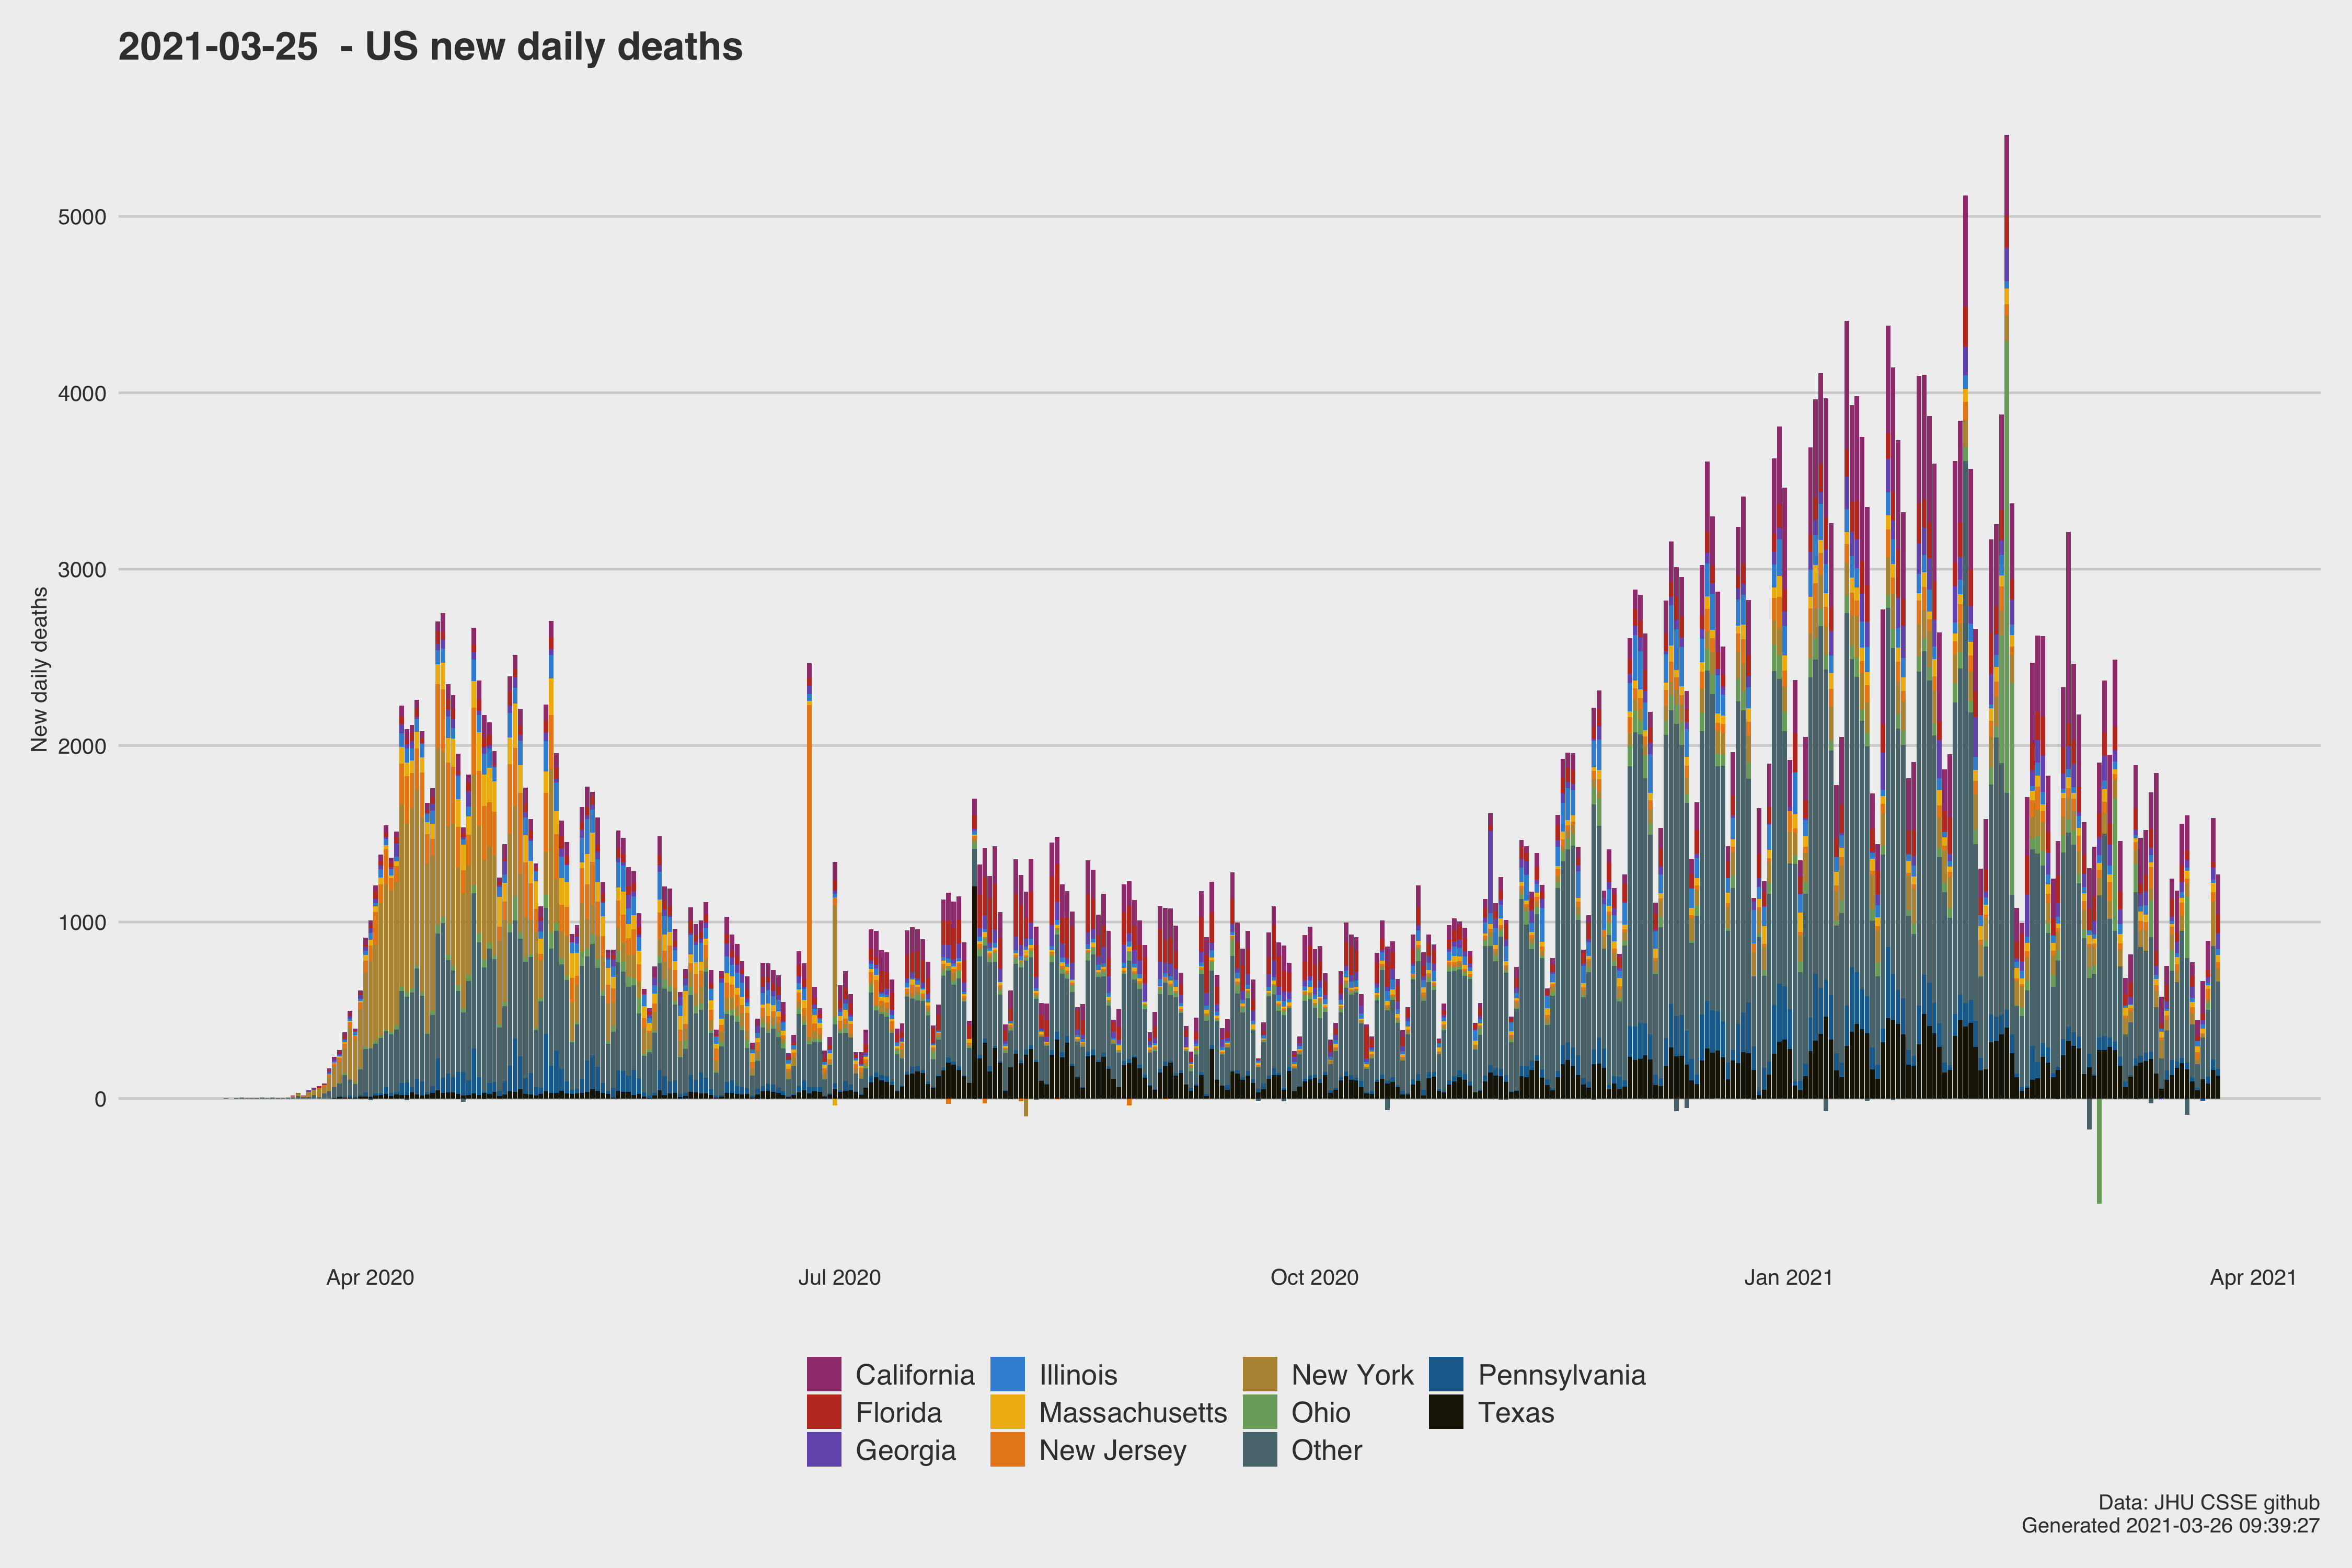 2021-03-25  - US new daily deaths
New daily deaths
5000
4000
3000
2000
1000
0
Apr 2020
Jul 2020
Oct 2020
Jan 2021
Apr 2021
California
Florida
Georgia
Illinois
Massachusetts
New Jersey
New York
Ohio
Other
Pennsylvania
Texas
Data: JHU CSSE github
Generated 2021-03-26 09:39:27